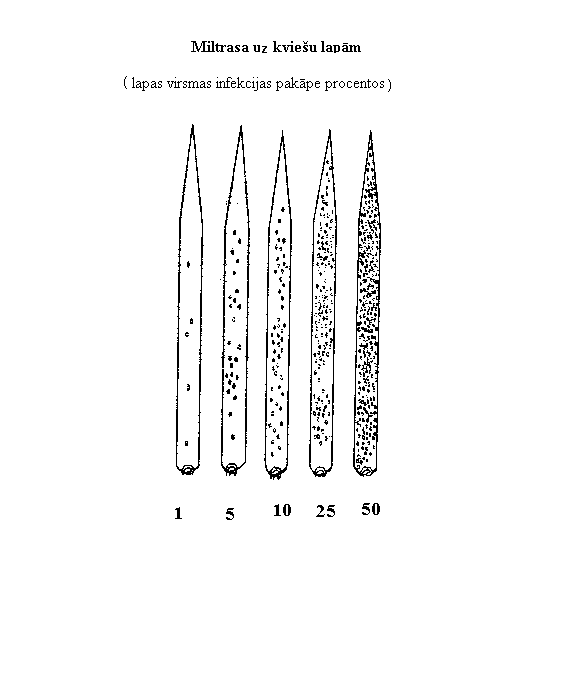 Miltrasa uz kviešu lapām
( lapas virsmas infekcijas pakāpe procentos )
1 5 10 25 50